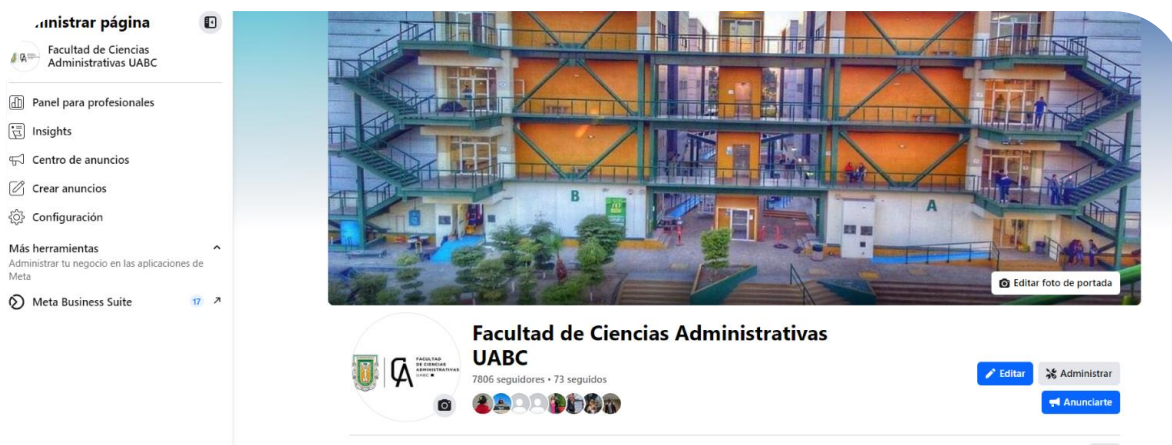 .ınistrar página
Facultad de Ciencias
Administrativas UABC
Panel para profesionales
Insights
Centro de anuncios
Crear anuncios
Configuración
Más herramientas
Administrar tu negocio en las aplicaciones de
Meta
Meta Business Suite 17
B
A
Editar foto de portada
FACULTAD
DE CIENCIAS
ADMINISTRATIVAS
UABC
CA
Facultad de Ciencias Administrativas
UABC
7806 seguidores • 73 seguidos
Editar
Administrar
Anunciarte